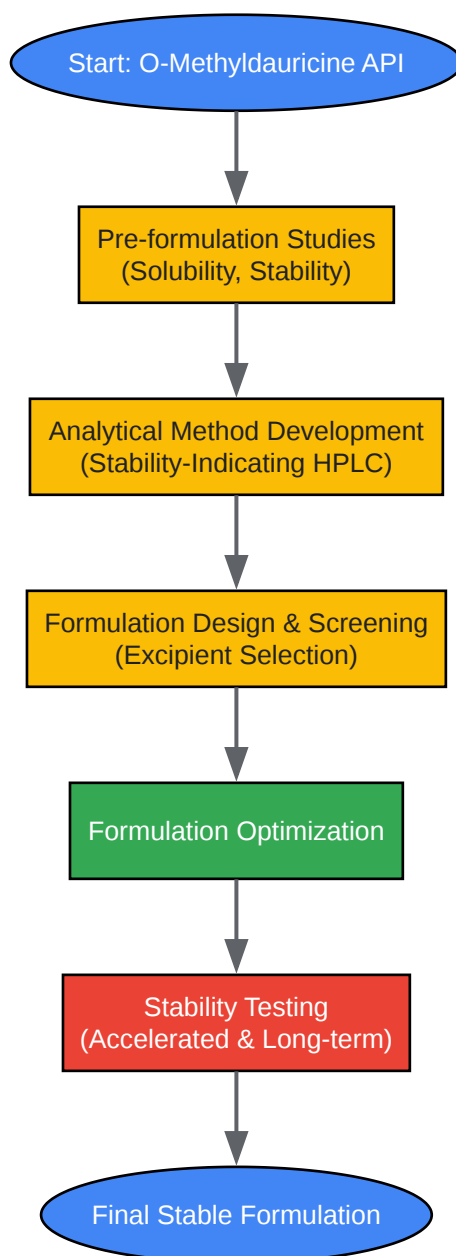 Start: O-Methyldauricine API
Pre-formulation Studies
(Solubility, Stability)
Analytical Method Development
(Stability-Indicating HPLC)
Formulation Design & Screening
(Excipient Selection)
Formulation Optimization
Stability Testing
(Accelerated & Long-term)
Final Stable Formulation